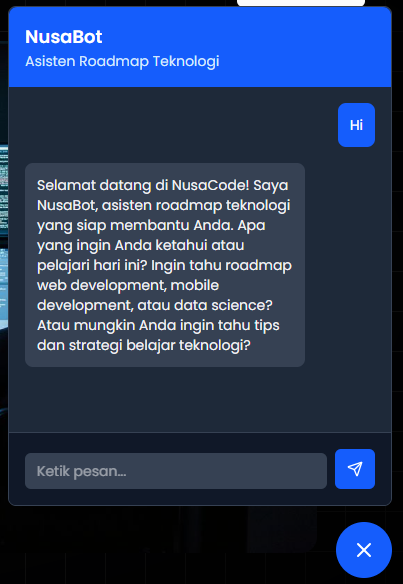 NusaBot
Asisten Roadmap Teknologi
Hi
Selamat datang di NusaCode! Saya
NusaBot, asisten roadmap teknologi
yang siap membantu Anda. Apa
yang ingin Anda ketahui atau
pelajari hari ini? Ingin tahu roadmap
web development, mobile
development, atau data science?
Atau mungkin Anda ingin tahu tips
dan strategi belajar teknologi?
Ketik pesan...